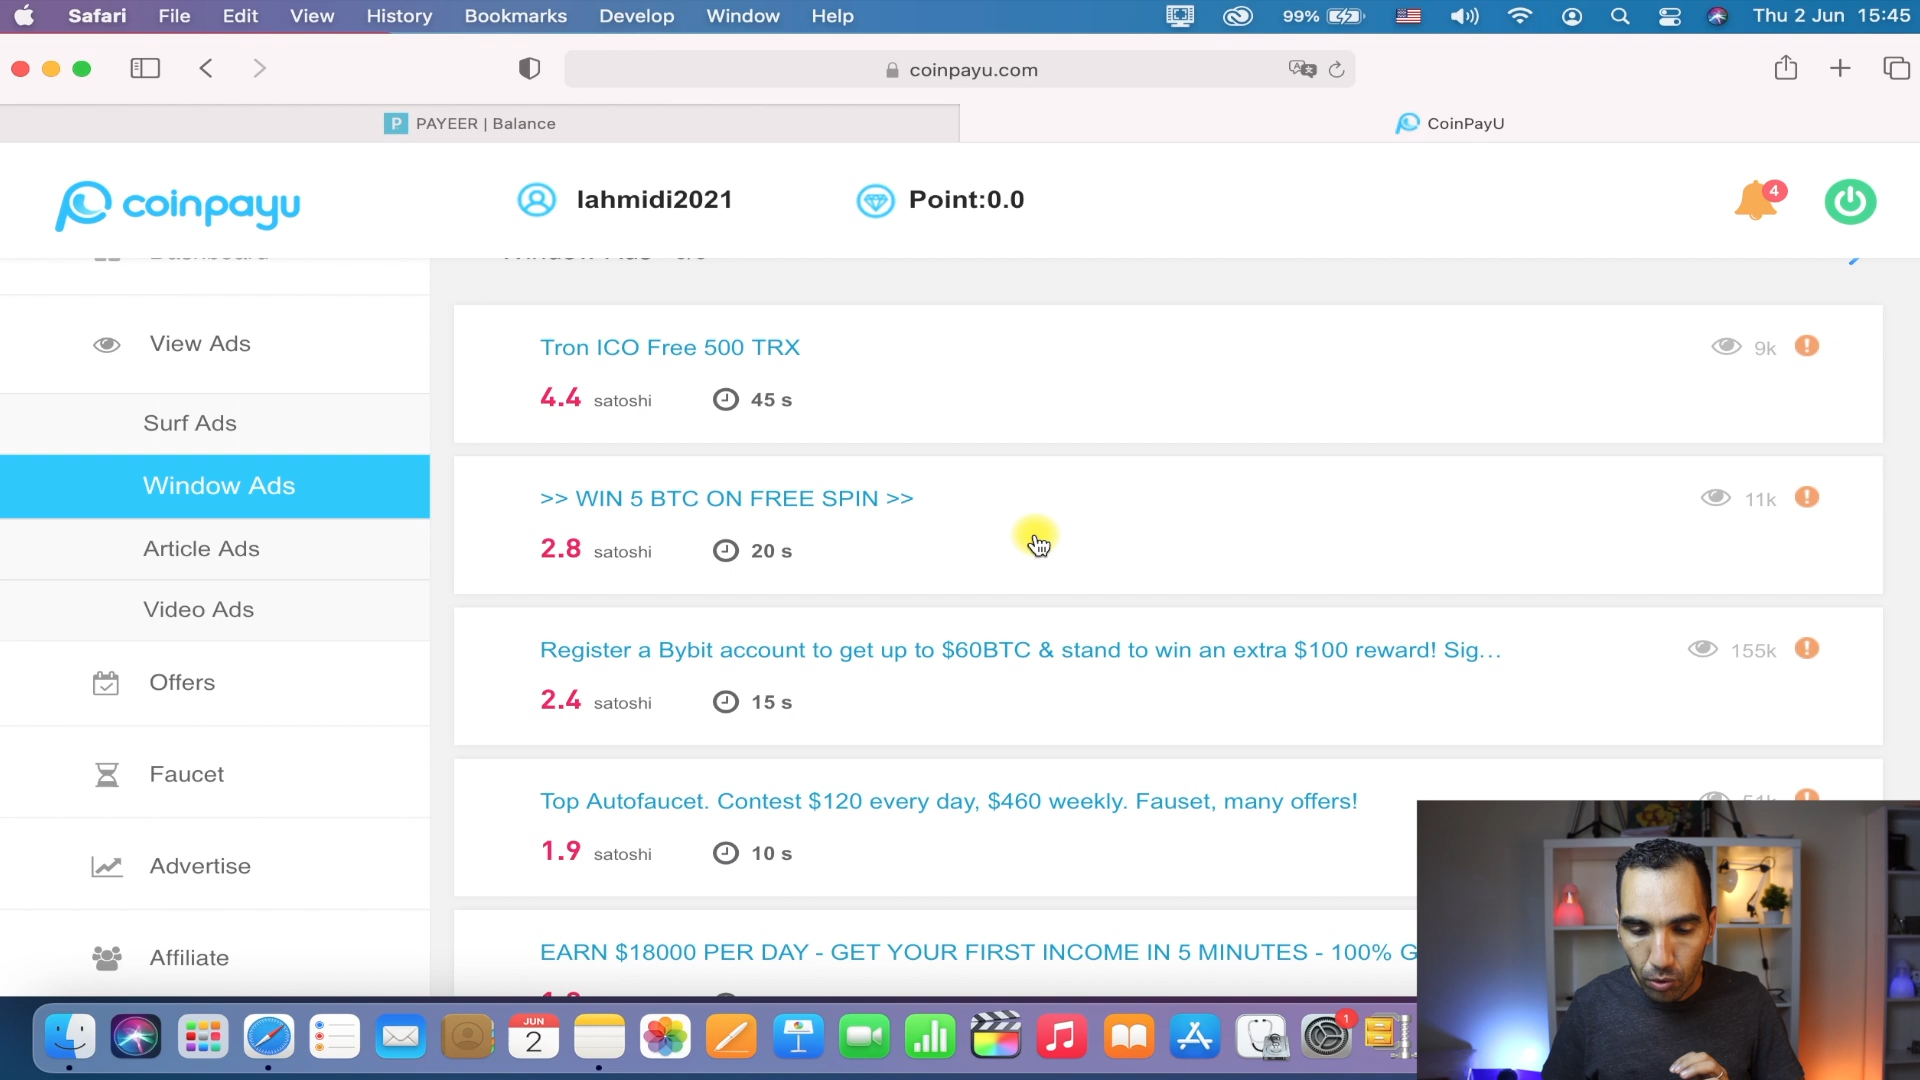 Safari File Edit View History Bookmarks Develop Window Help 99% Thu 2 Jun 15:45
coinpayu.com
P PAYEER | Balance
CoinPayU
coinpayu
lahmidi2021
Point:0.0
4
Dashboard
Window Ads
View Ads
Surf Ads
Window Ads
Article Ads
Video Ads
Offers
Faucet
Advertise
Affiliate
Tron ICO Free 500 TRX
9k
4.4 satoshi 45 s
>> WIN 5 BTC ON FREE SPIN >>
11k
2.8 satoshi 20 s
Register a Bybit account to get up to $60BTC & stand to win an extra $100 reward! Sig...
155k
2.4 satoshi 15 s
Top Autofaucet. Contest $120 every day, $460 weekly. Fauset, many offers!
51k
1.9 satoshi 10 s
EARN $18000 PER DAY - GET YOUR FIRST INCOME IN 5 MINUTES - 100% G
JUN
2
1